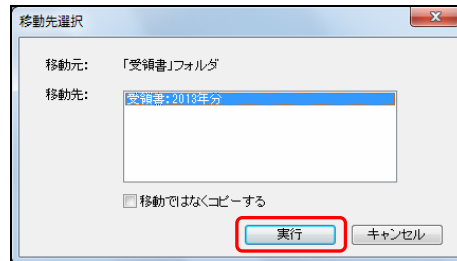 移動先選択
移動元: 「受領書」フォルダ
移動先: 受領書:2013年分
移動ではなくコピーする
実行 キャンセル